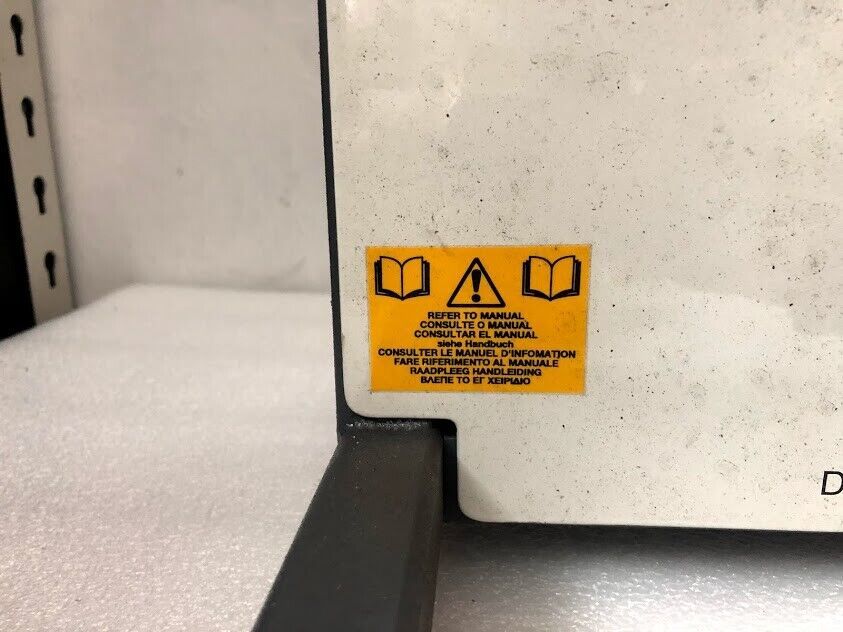 REFER TO MANUAL
CONSULTE O MANUAL
CONSULTAR EL MANUAL
siehe Handbuch
CONSULTER LE MANUEL D'INFOMATION
FARE RIFERIMENTO AL MANUALE
RAADPLEEG HANDLEIDING
ΒΛΕΠΕ ΤΟ ΕΓ ΧΕΙΡΙΔΙΟ
D